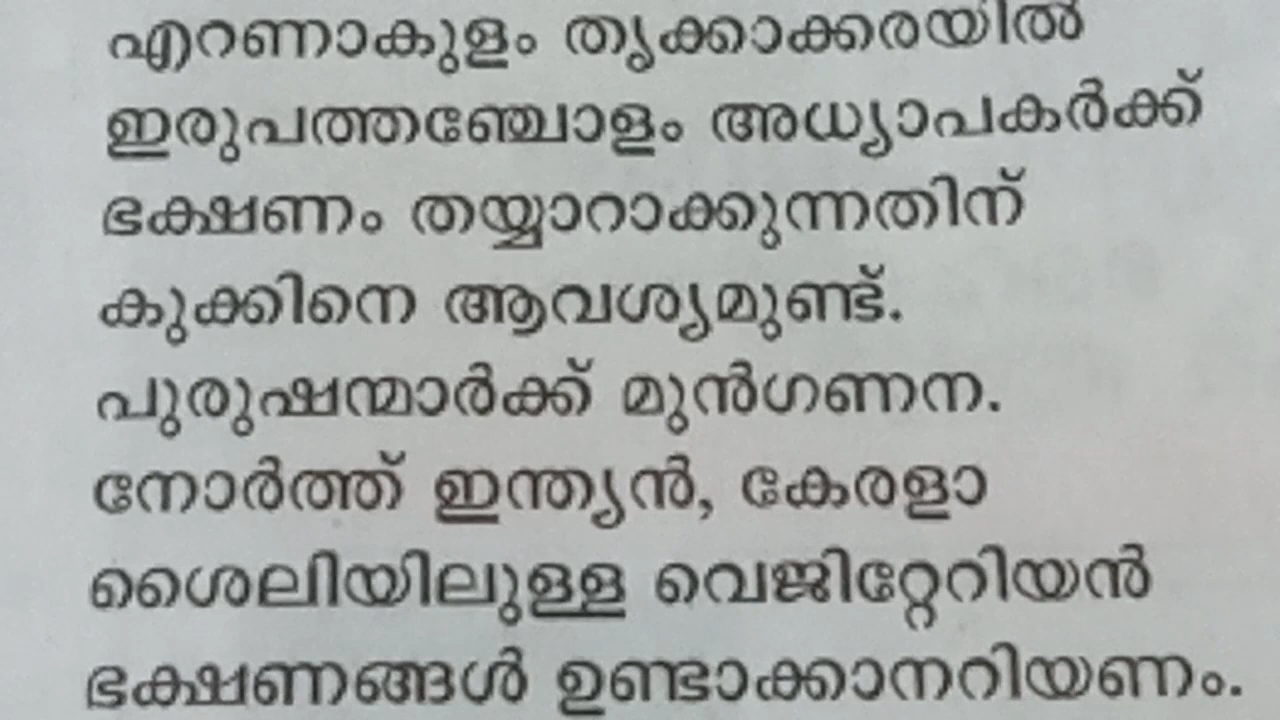 എറണാകുളം തൃക്കാക്കരയിൽ
ഇരുപത്തഞ്ചോളം അധ്യാപകർക്ക്
ഭക്ഷണം തയ്യാറാക്കുന്നതിന്
കുക്കിനെ ആവശ്യമുണ്ട്.
പുരുഷന്മാർക്ക് മുൻഗണന.
നോർത്ത് ഇന്ത്യൻ, കേരളാ
ശൈലിയിലുള്ള വെജിറ്റേറിയൻ
ഭക്ഷണങ്ങൾ ഉണ്ടാക്കാനറിയണം.